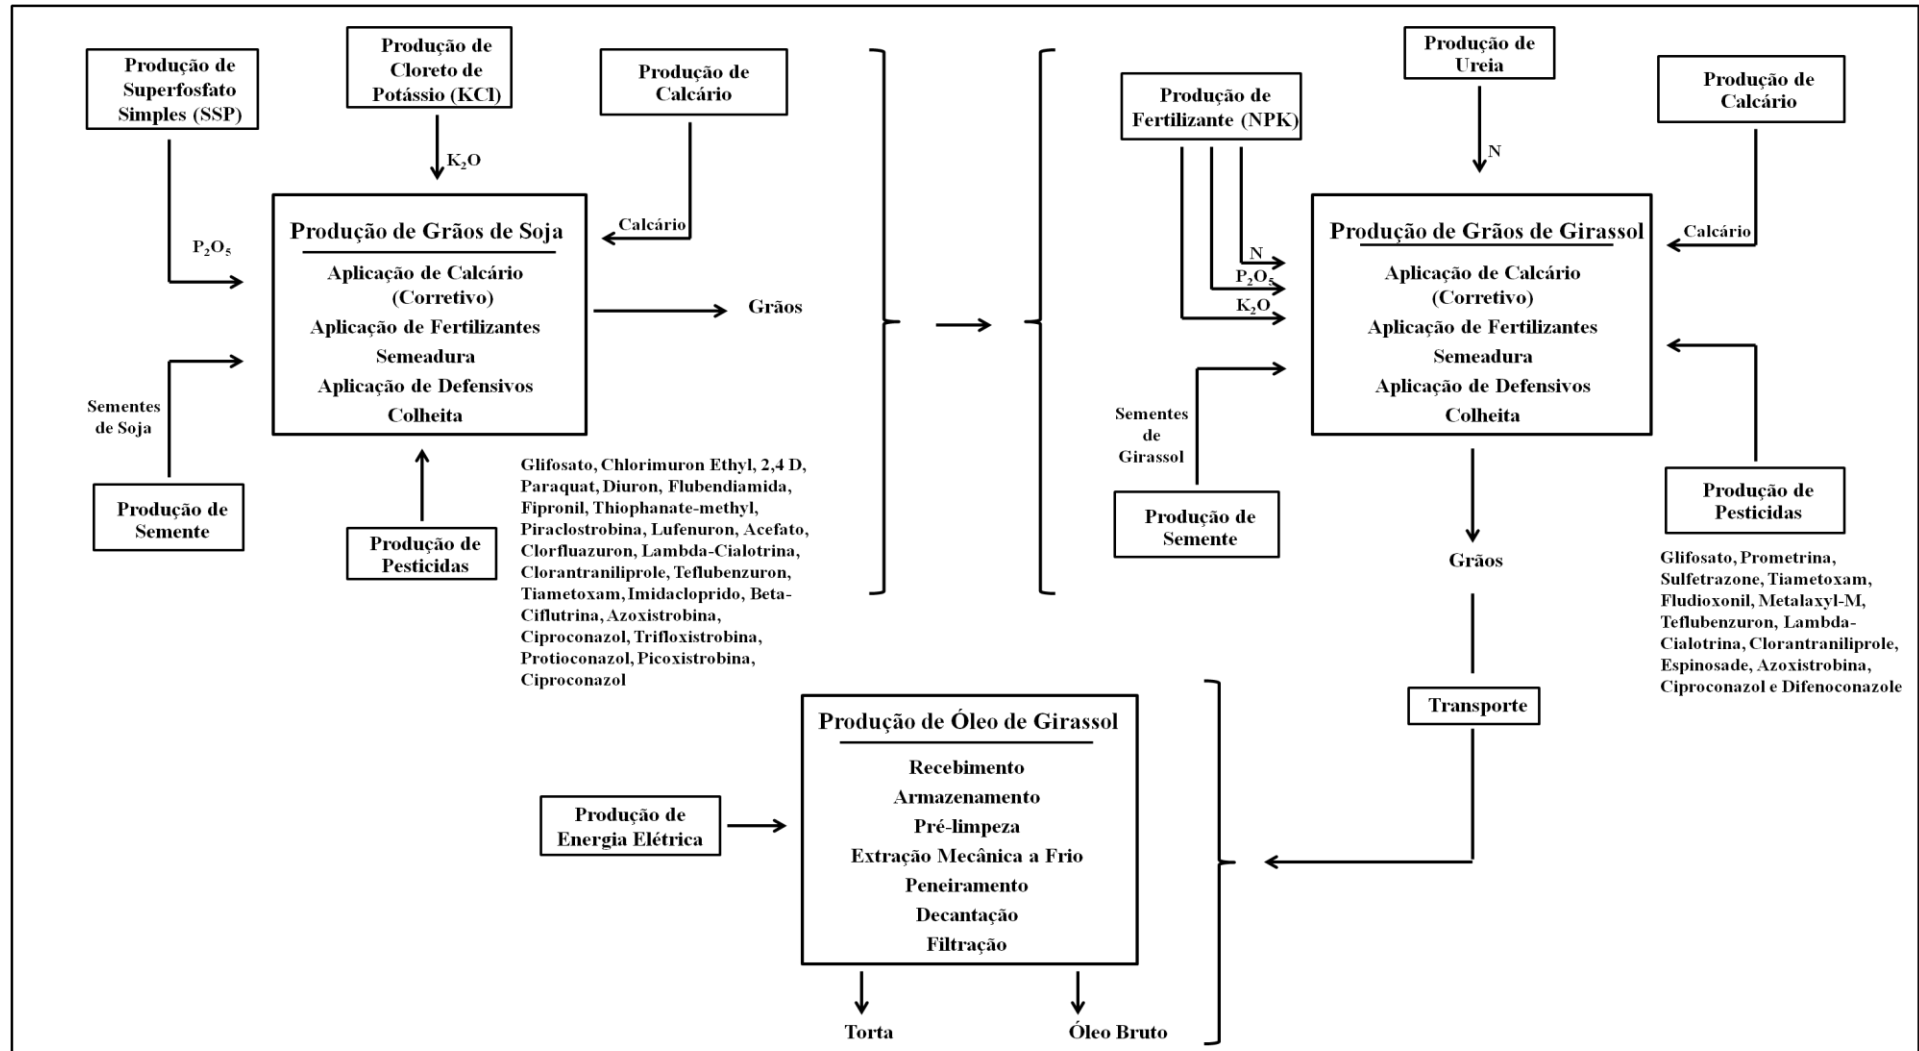 Produção de
Superfosfato
Simples (SSP)
Produção de
Cloreto de
Potássio (KCl)
Produção de
Calcário
K₂O
P₂O₅
Calcário
Produção de Grãos de Soja
Aplicação de Calcário
(Corretivo)
Aplicação de Fertilizantes
Semeadura
Aplicação de Defensivos
Colheita
Grãos
Sementes
de Soja
Produção de
Semente
Produção de
Pesticidas
Glifosato, Chlorimuron Ethyl, 2,4 D,
Paraquat, Diuron, Flubendiamida,
Fipronil, Thiophanate-methyl,
Piraclostrobina, Lufenuron, Acefato,
Clorfluazuron, Lambda-Cialotrina,
Clorantraniliprole, Teflubenzuron,
Tiametoxam, Imidacloprido, Beta-
Ciflutrina, Azoxistrobina,
Ciproconazol, Trifloxistrobina,
Protioconazol, Picoxistrobina,
Ciproconazol
Produção de
Fertilizante (NPK)
Produção de
Ureia
Produção de
Calcário
N
N
P₂O₅
K₂O
Calcário
Produção de Grãos de Girassol
Aplicação de Calcário
(Corretivo)
Aplicação de Fertilizantes
Semeadura
Aplicação de Defensivos
Colheita
Sementes
de
Girassol
Produção de
Semente
Produção de
Pesticidas
Glifosato, Prometrina,
Sulfetrazone, Tiametoxam,
Fludioxonil, Metalaxyl-M,
Teflubenzuron, Lambda-
Cialotrina, Clorantraniliprole,
Espinosade, Azoxistrobina,
Ciproconazol e Difenoconazole
Grãos
Transporte
Produção de Óleo de Girassol
Recebimento
Armazenamento
Pré-limpeza
Extração Mecânica a Frio
Peneiramento
Decantação
Filtração
Produção de
Energia Elétrica
Torta
Óleo Bruto